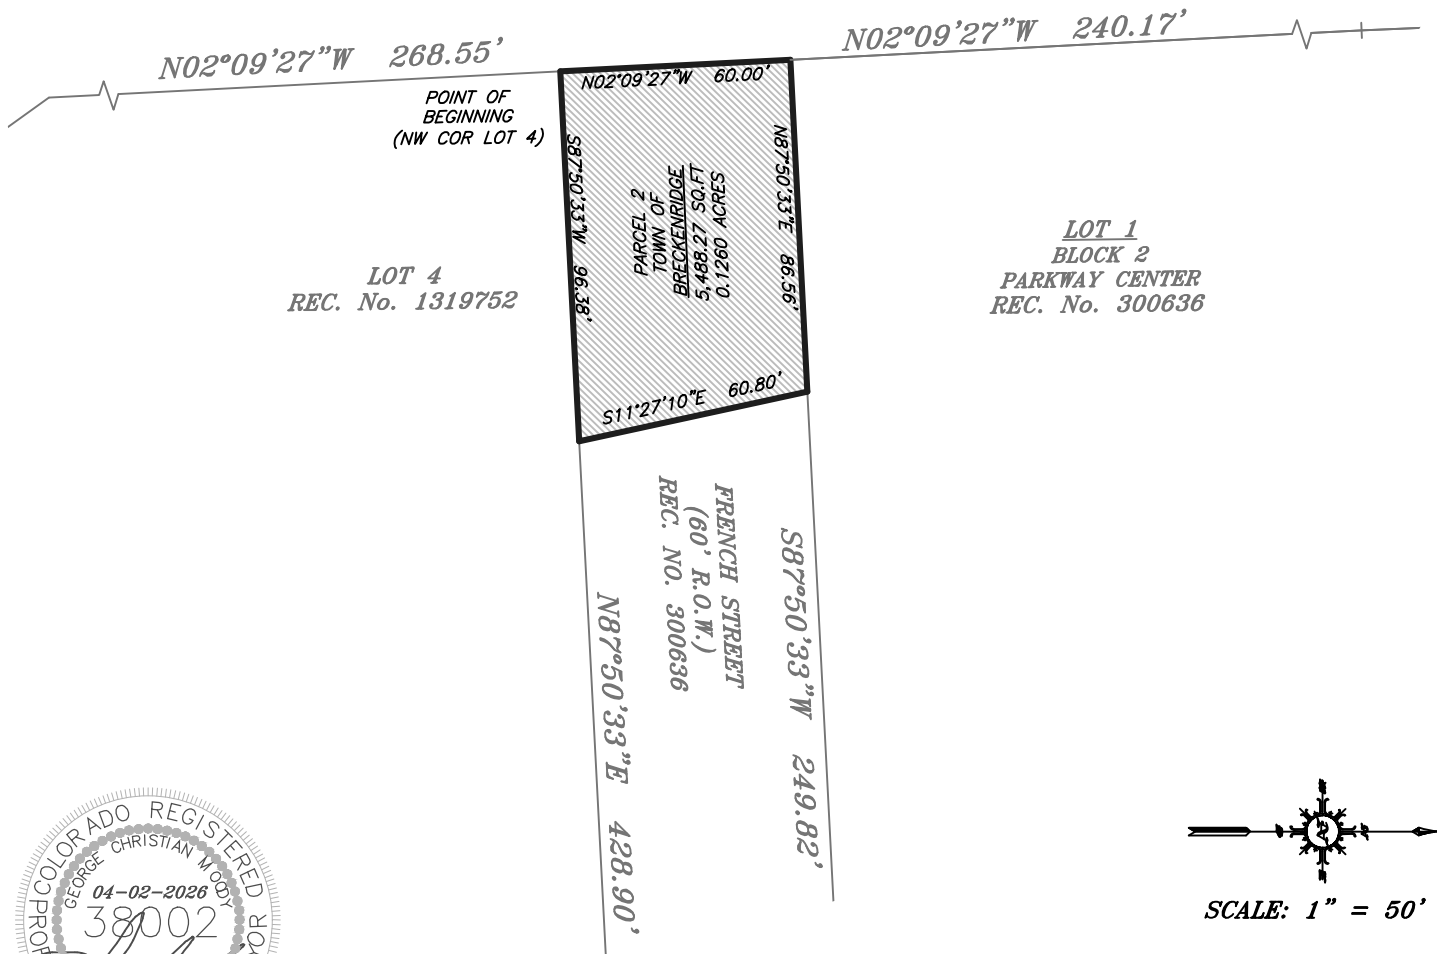 N02°09'27"W 268.55'
N02°09'27"W 240.17'
N02°09'27"W 60.00'
POINT OF
BEGINNING
(NW COR LOT 4)
S87°50'33"W 96.38'
PARCEL 2
TOWN OF
BRECKENRIDGE
5,488.27 SQ.FT
0.1260 ACRES
N87°50'33"E 86.56'
LOT 4
REC. No. 1319752
LOT 1
BLOCK 2
PARKWAY CENTER
REC. No. 300636
S11°27'10"E 60.80'
FRENCH STREET
(60' R.O.W.)
REC. NO. 300636
S87°50'33"W 249.82'
N87°50'33"E 428.90'
COLORADO REGISTERED
GEORGE CHRISTIAN MOODY
04-02-2026
38002
SCALE: 1" = 50'